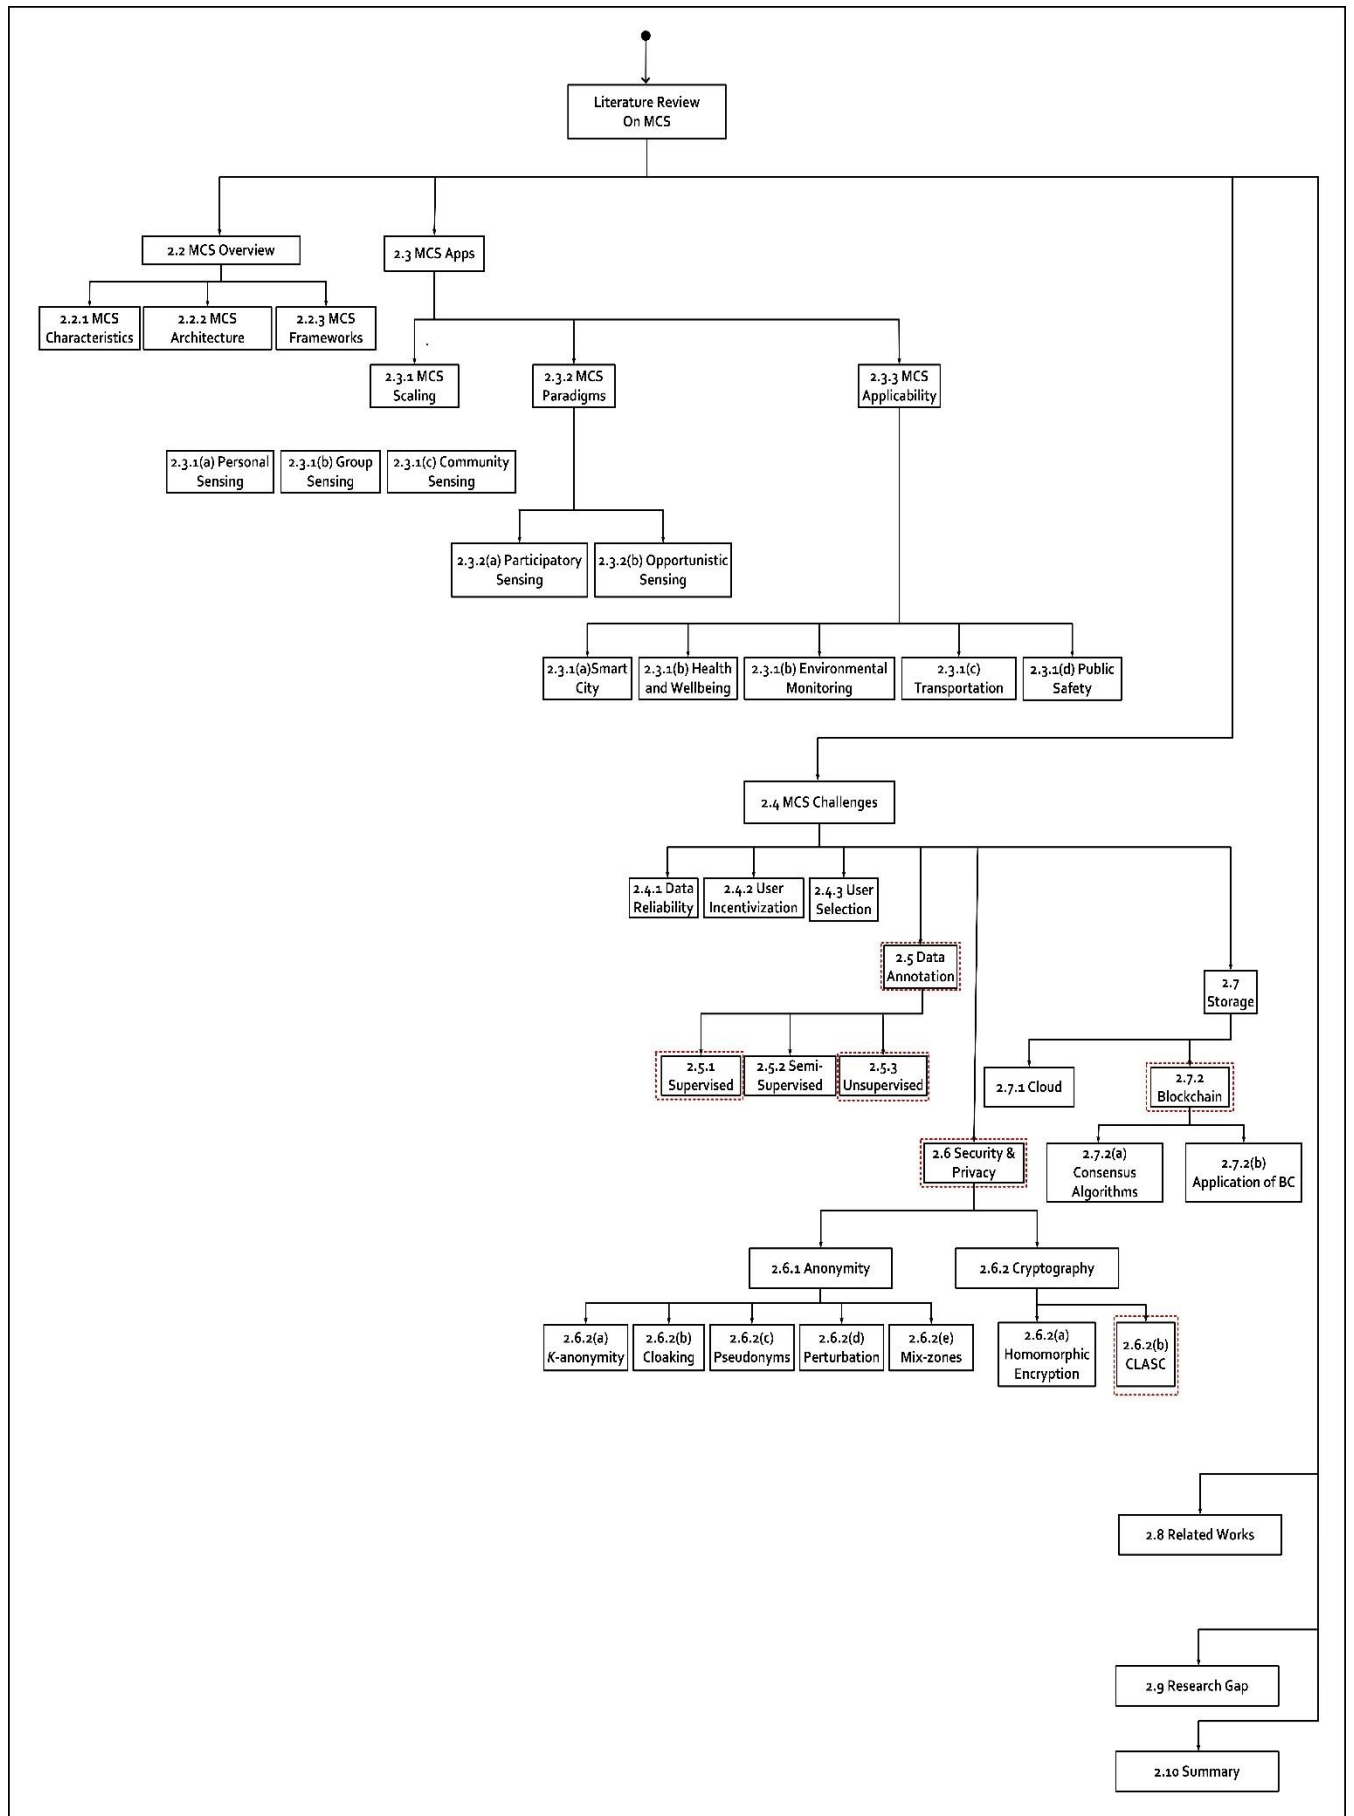 Literature Review
On MCS
2.2 MCS Overview
2.3 MCS Apps
2.2.1 MCS
Characteristics
2.2.2 MCS
Architecture
2.2.3 MCS
Frameworks
2.3.1 MCS
Scaling
2.3.2 MCS
Paradigms
2.3.3 MCS
Applicability
2.3.1(a) Personal
Sensing
2.3.1(b) Group
Sensing
2.3.1(c) Community
Sensing
2.3.2(a) Participatory
Sensing
2.3.2(b) Opportunistic
Sensing
2.3.1(a)Smart
City
2.3.1(b) Health
and Wellbeing
2.3.1(b) Environmental
Monitoring
2.3.1(c)
Transportation
2.3.1(d) Public
Safety
2.4 MCS Challenges
2.4.1 Data
Reliability
2.4.2 User
Incentivization
2.4.3 User
Selection
2.5 Data
Annotation
2.7
Storage
2.5.1
Supervised
2.5.2 Semi-
Supervised
2.5.3
Unsupervised
2.7.1 Cloud
2.7.2
Blockchain
2.6 Security &
Privacy
2.7.2(a)
Consensus
Algorithms
2.7.2(b)
Application of BC
2.6.1 Anonymity
2.6.2 Cryptography
2.6.2(a)
K-anonymity
2.6.2(b)
Cloaking
2.6.2(c)
Pseudonyms
2.6.2(d)
Perturbation
2.6.2(e)
Mix-zones
2.6.2(a)
Homomorphic
Encryption
2.6.2(b)
CLASC
2.8 Related Works
2.9 Research Gap
2.10 Summary